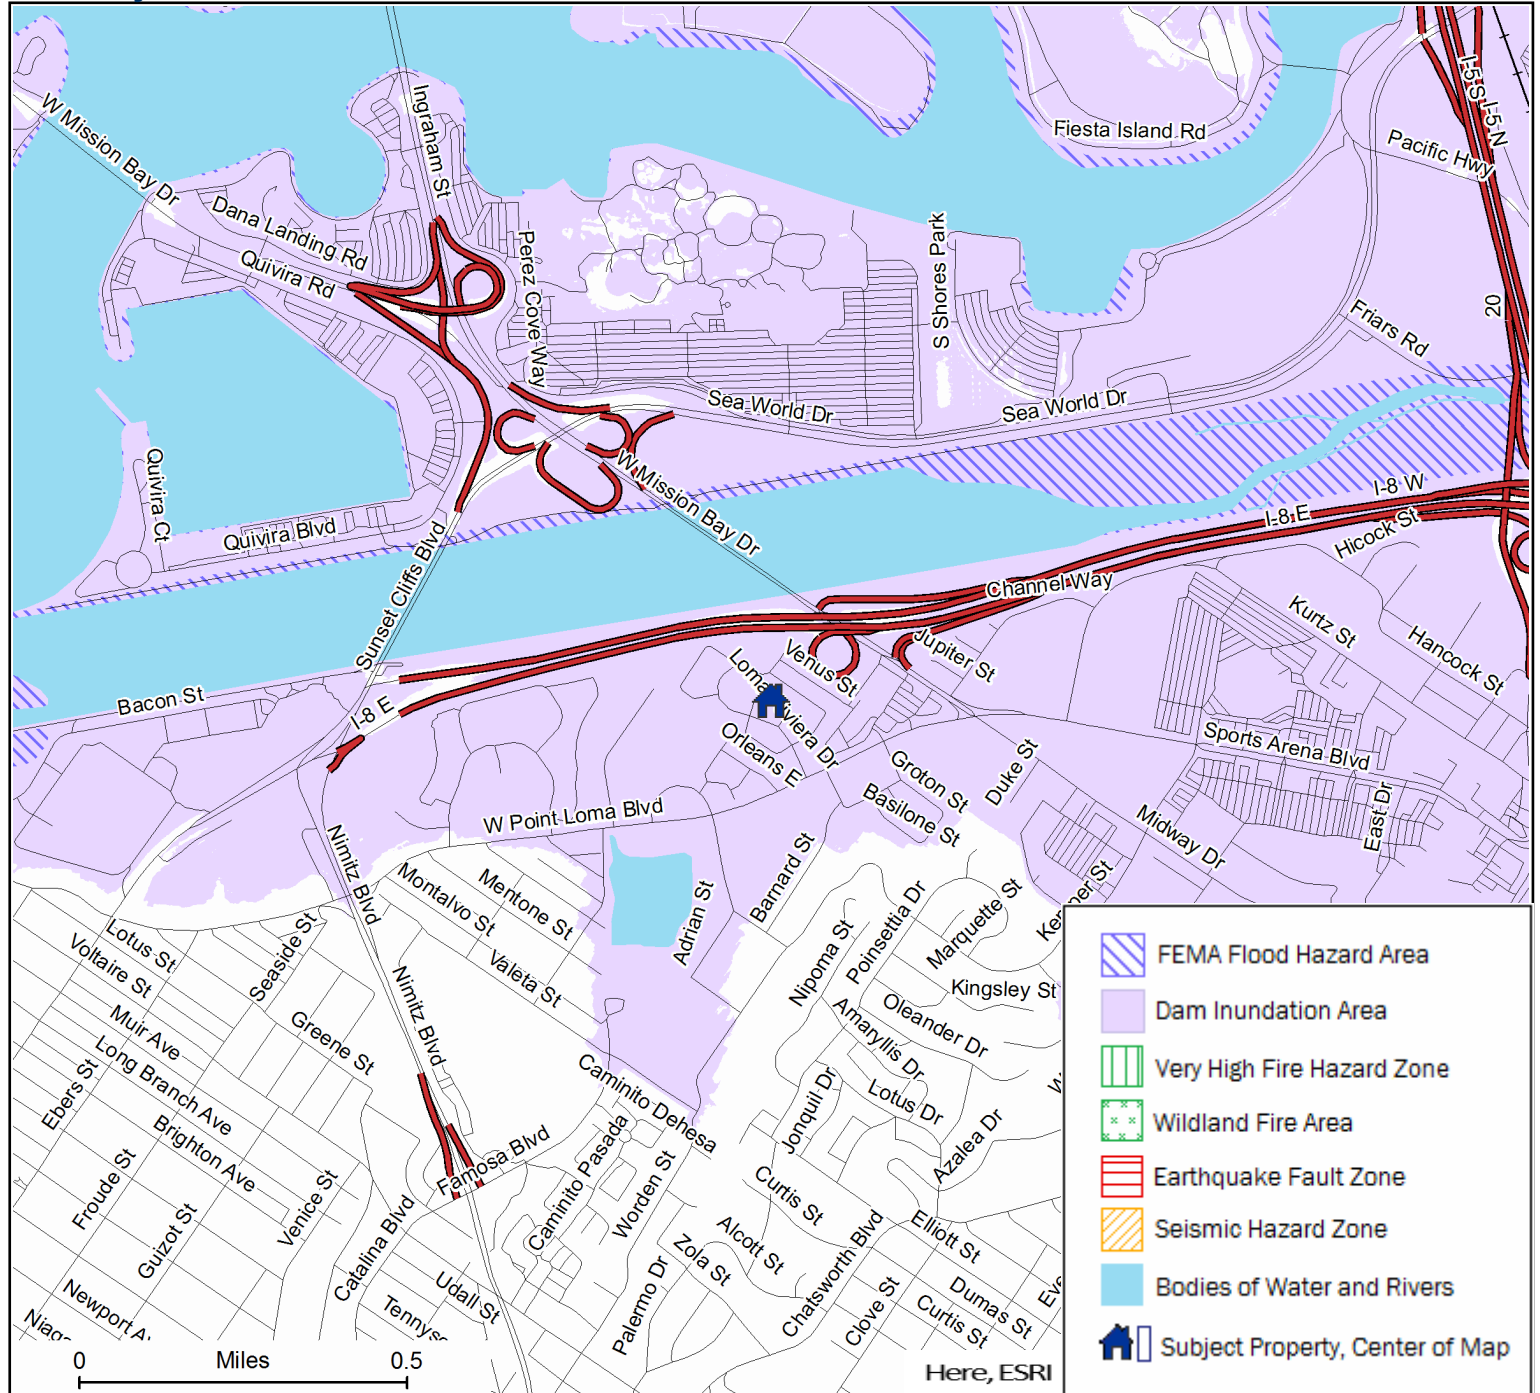 W Mission Bay Dr
Ingraham St
Fiesta Island Rd
I-5 S
I-5 N
Pacific Hwy
Dana Landing Rd
Quivira Rd
Perez Cove Way
S Shores Park
20
Friars Rd
Sea World Dr
Sea World Dr
Quivira Ct
Quivira Blvd
W Mission Bay Dr
I-8 W
I-8 E
Hicock St
Sunset Cliffs Blvd
Channel Way
Kurtz St
Hancock St
Jupiter St
Venus St
Loma
iviera Dr
Bacon St
I-8 E
Orleans E
Sports Arena Blvd
Groton St
Duke St
Basilone St
East Dr
Midway Dr
W Point Loma Blvd
Nimitz Blvd
Montalvo St
Mentone St
Adrian St
Barnard St
Poinsettia Dr
Marquette St
Lotus St
Voltaire St
Seaside St
Valeta St
Nipoma St
Kingsley St
Oleander Dr
Amaryllis Dr
Nimitz Blvd
Muir Ave
Greene St
Long Branch Ave
Ebers St
Brighton Ave
Caminito Dehesa
Jonquil Dr
Lotus Dr
Azalea Dr
Famosa Blvd
Caminito Pasada
Worden St
Froude St
Guizot St
Venice St
Catalina Blvd
Curtis St
Alcott St
Zola St
Elliott St
Chatsworth Blvd
Palermo Dr
Udall St
Clove St
Dumas St
Curtis St
Newport A
Tennys
Niag
0 Miles 0.5
Here, ESRI
FEMA Flood Hazard Area
Dam Inundation Area
Very High Fire Hazard Zone
Wildland Fire Area
Earthquake Fault Zone
Seismic Hazard Zone
Bodies of Water and Rivers
Subject Property, Center of Map